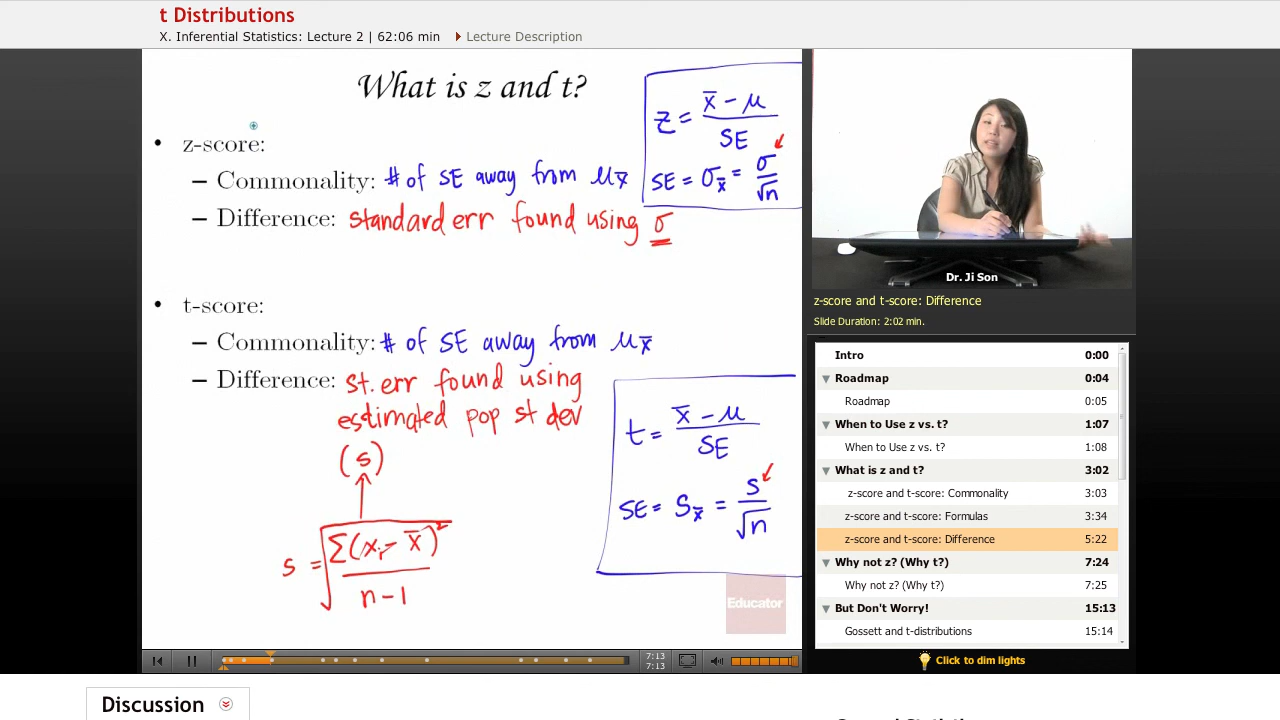 t Distributions
X. Inferential Statistics: Lecture 2 | 62:06 min
Lecture Description
What is z and t?
• z-score:
– Commonality: # of SE away from μx̄
– Difference: standard err found using σ
z = x̄ – μ / SE
SE = σx̄ = σ / √n
• t-score:
– Commonality: # of SE away from μx̄
– Difference: st. err found using
estimated pop st dev
(s)
s = √ Σ(xᵢ – x̄)² / n – 1
t = x̄ – μ / SE
SE = Sx̄ = s / √n
Educator
7:13
7:13
Dr. Ji Son
z-score and t-score: Difference
Slide Duration: 2:02 min.
Intro 0:00
Roadmap 0:04
Roadmap 0:05
When to Use z vs. t? 1:07
When to Use z vs. t? 1:08
What is z and t? 3:02
z-score and t-score: Commonality 3:03
z-score and t-score: Formulas 3:34
z-score and t-score: Difference 5:22
Why not z? (Why t?) 7:24
Why not z? (Why t?) 7:25
But Don't Worry! 15:13
Gossett and t-distributions 15:14
Click to dim lights
Discussion